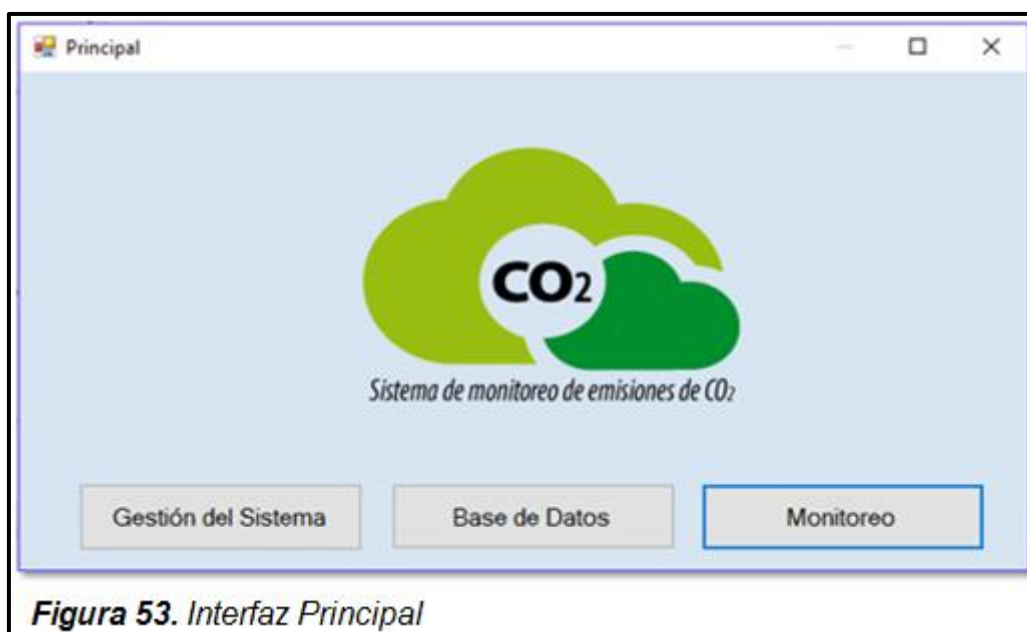 Principal
CO2
Sistema de monitoreo de emisiones de CO2
Gestión del Sistema
Base de Datos
Monitoreo
Figura 53. Interfaz Principal